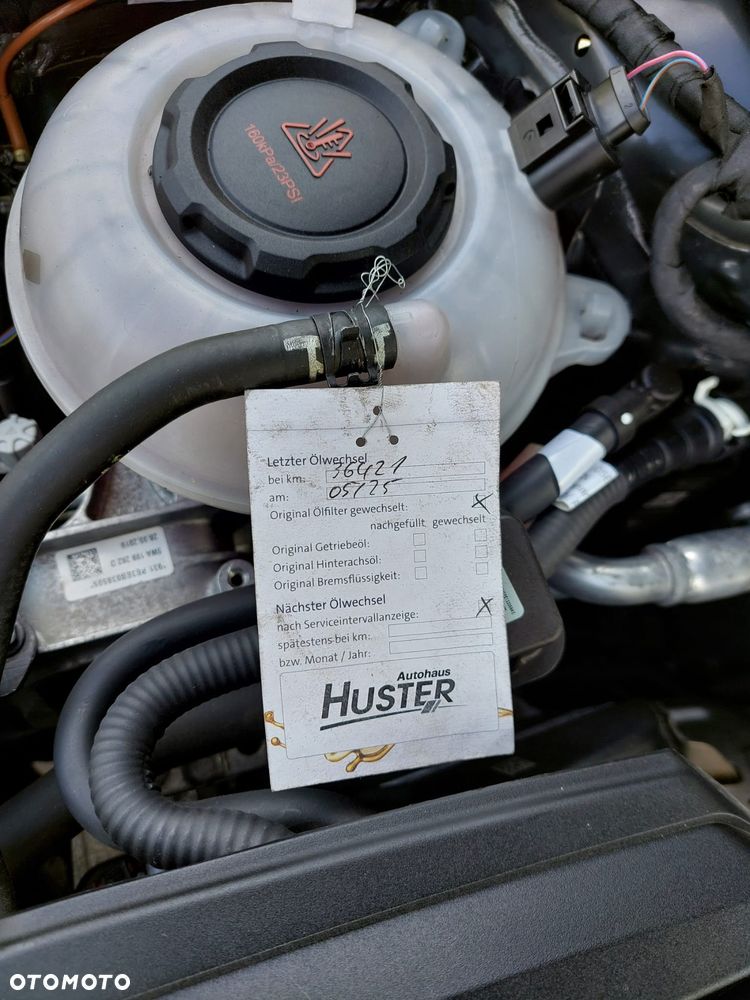 160kPa/23PSI
Letzter Ölwechsel
bei km: 36421
am: 05/25
Original Ölfilter gewechselt: X
nachgefüllt gewechselt
Original Getriebeöl:
Original Hinterachsöl:
Original Bremsflüssigkeit:
Nächster Ölwechsel
nach Serviceintervallanzeige: X
spätestens bei km:
bzw. Monat / Jahr:
Autohaus
HUSTER
OTOMOTO